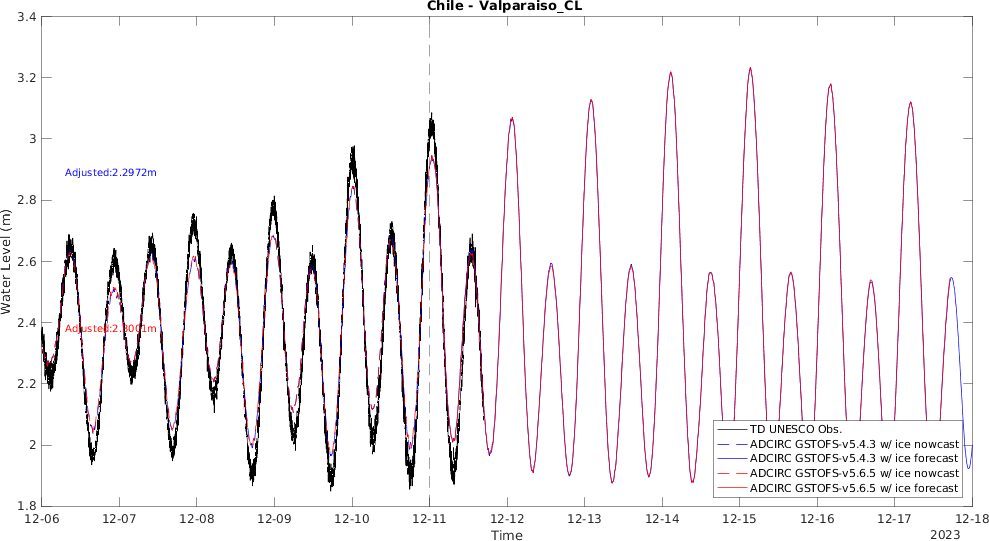 Chile - Valparaiso_CL
3.4
3.2
3
2.8
2.6
2.4
2.2
2
1.8
Water Level (m)
Adjusted:2.2972m
Adjusted:2.3001m
TD UNESCO Obs.
ADCIRC GSTOFS-v5.4.3 w/ ice nowcast
ADCIRC GSTOFS-v5.4.3 w/ ice forecast
ADCIRC GSTOFS-v5.6.5 w/ ice nowcast
ADCIRC GSTOFS-v5.6.5 w/ ice forecast
12-06 12-07 12-08 12-09 12-10 12-11 12-12 12-13 12-14 12-15 12-16 12-17 12-18
Time
2023